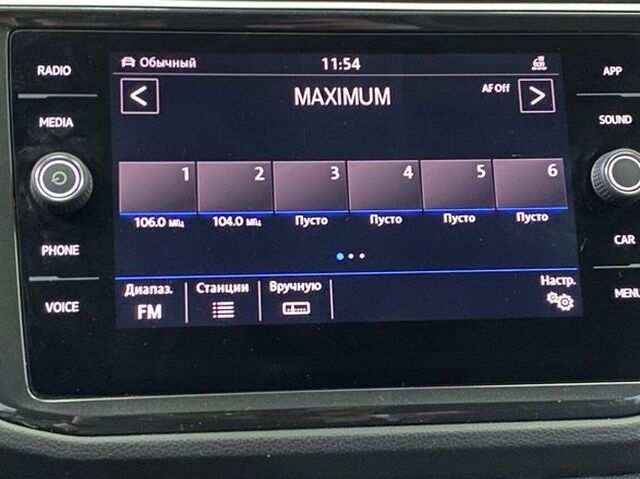 RADIO
MEDIA
PHONE
VOICE
Обычный
11:54
MAXIMUM
AF Off
1
2
3
4
5
6
106.0 МГц
104.0 МГц
Пусто
Пусто
Пусто
Пусто
Диапаз.
FM
Станции
Вручную
Настр.
APP
SOUND
CAR
MENU